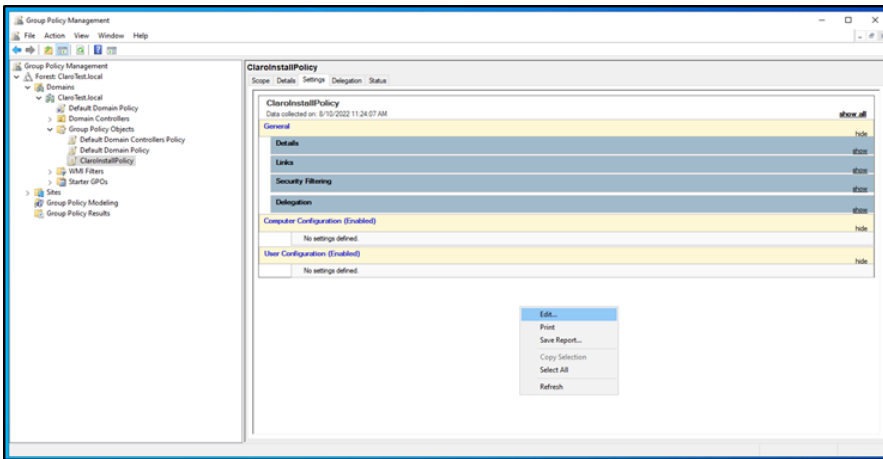 Group Policy Management
File Action View Window Help
Group Policy Management
Forest: ClaroTest.local
Domains
ClaroTest.local
Default Domain Policy
Domain Controllers
Group Policy Objects
Default Domain Controllers Policy
Default Domain Policy
ClaroInstallPolicy
WMI Filters
Starter GPOs
Sites
Group Policy Modeling
Group Policy Results
ClaroInstallPolicy
Scope Details Settings Delegation Status
ClaroInstallPolicy
Data collected on: 8/10/2022 11:24:07 AM
show all
General
hide
Details
show
Links
show
Security Filtering
show
Delegation
show
Computer Configuration (Enabled)
hide
No settings defined.
User Configuration (Enabled)
hide
No settings defined.
Edit...
Print
Save Report...
Copy Selection
Select All
Refresh